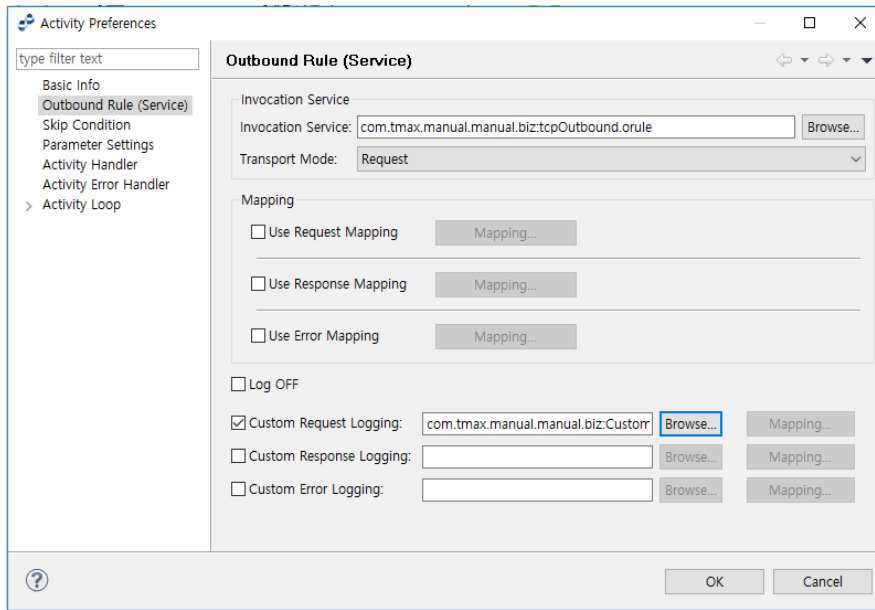 Activity Preferences
type filter text
Basic Info
Outbound Rule (Service)
Skip Condition
Parameter Settings
Activity Handler
Activity Error Handler
Activity Loop
Outbound Rule (Service)
Invocation Service
Invocation Service: com.tmax.manual.manual.biz:tcpOutbound.orule Browse...
Transport Mode: Request
Mapping
Use Request Mapping Mapping...
Use Response Mapping Mapping...
Use Error Mapping Mapping...
Log OFF
Custom Request Logging: com.tmax.manual.manual.biz:Custom Browse... Mapping...
Custom Response Logging: Browse... Mapping...
Custom Error Logging: Browse... Mapping...
? OK Cancel